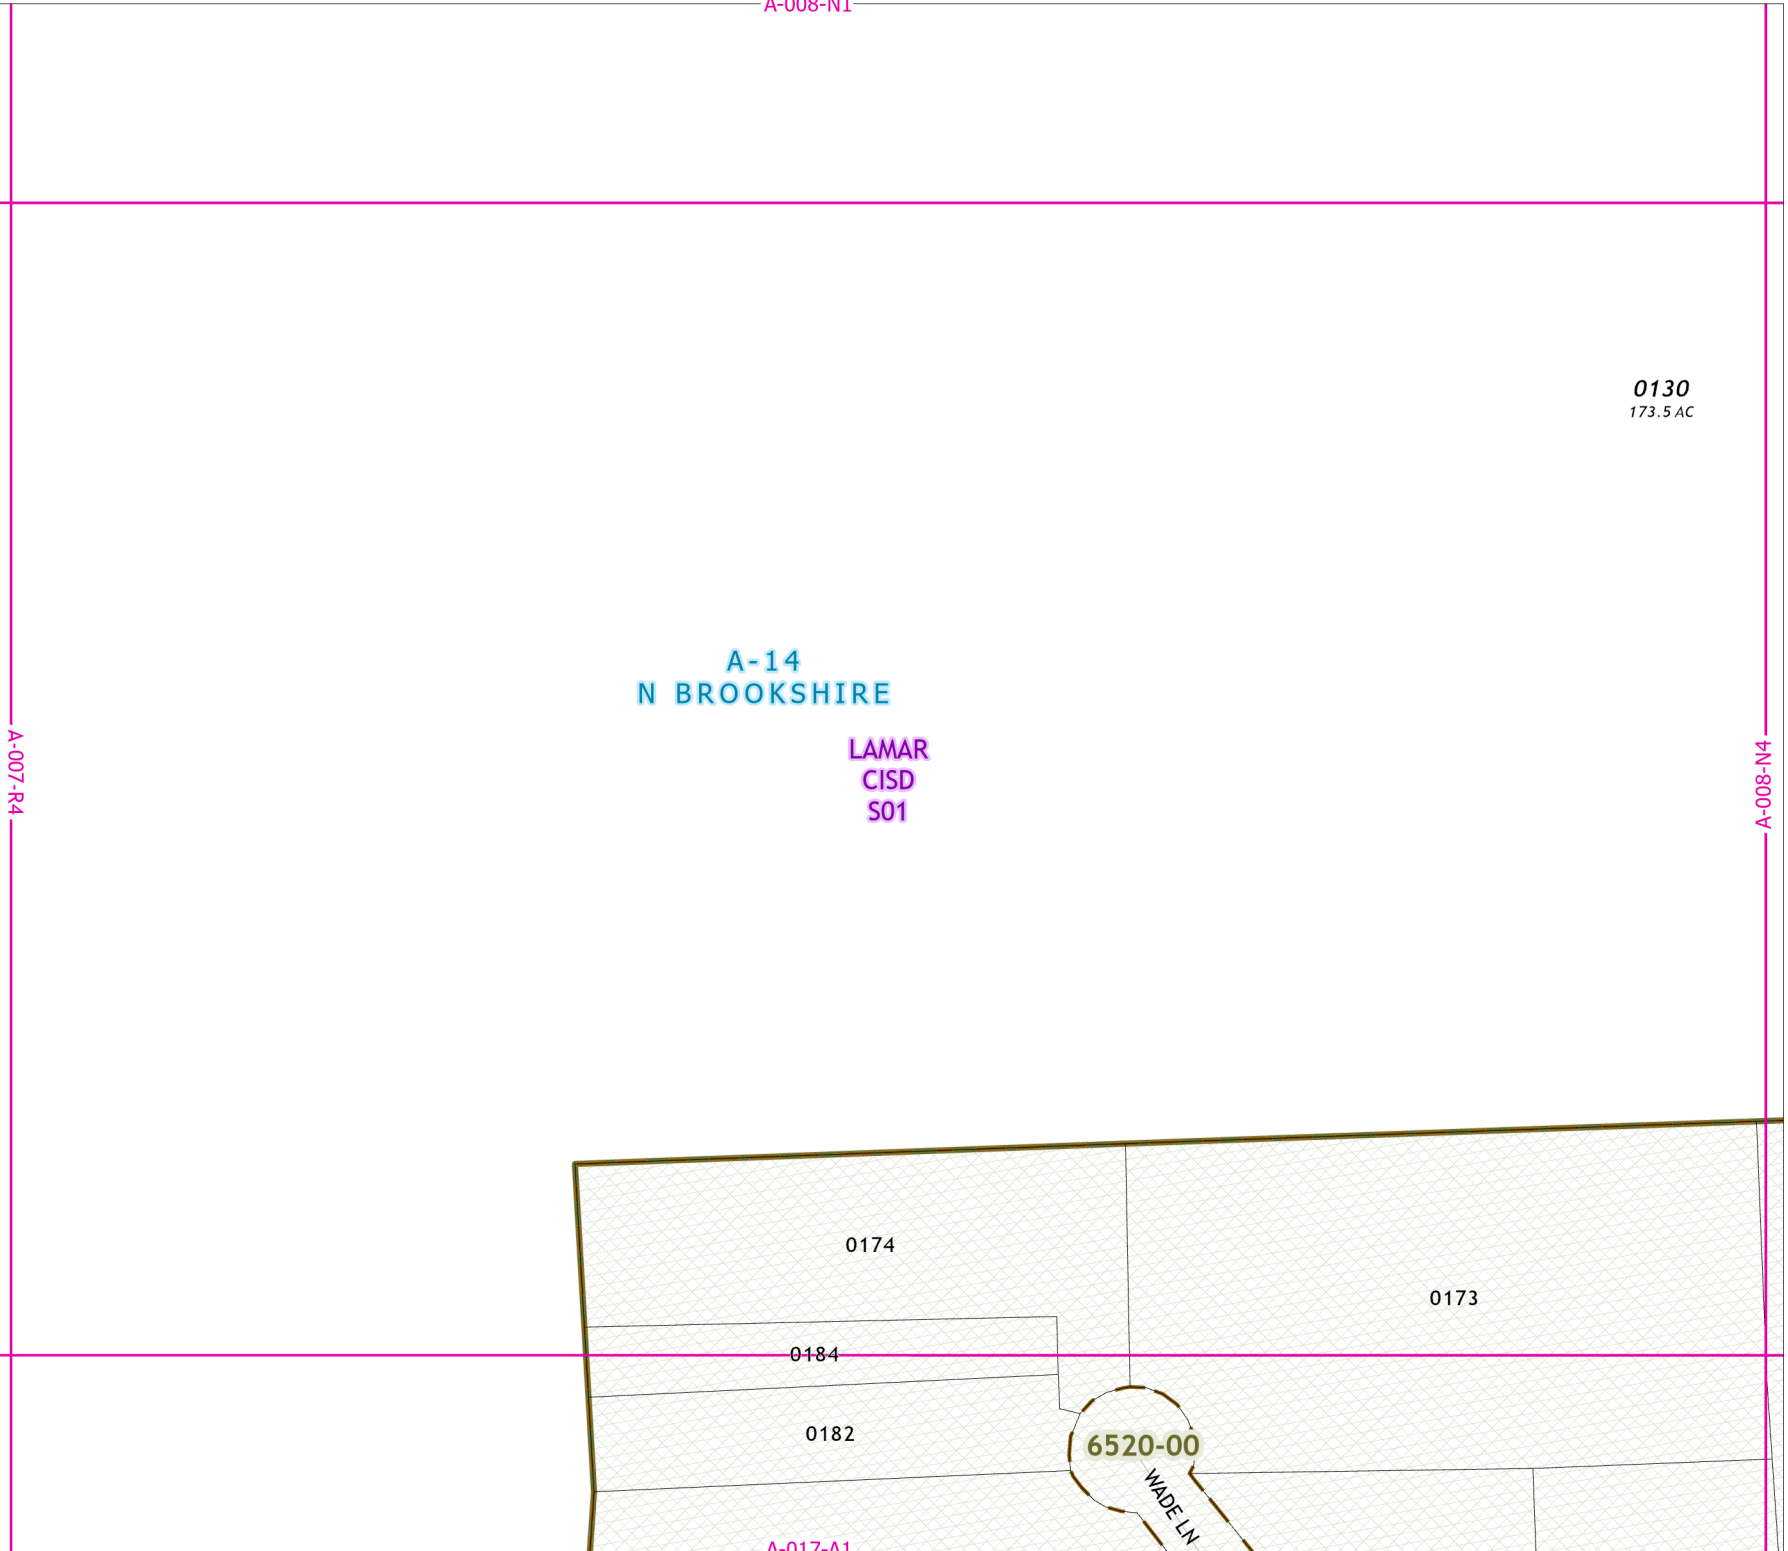 A-008-N1
0130
173.5 AC
A-14
N BROOKSHIRE
LAMAR
CISD
S01
A-007-R4
A-008-N4
0174
0173
0184
0182
6520-00
WADE LN
A-017-A1